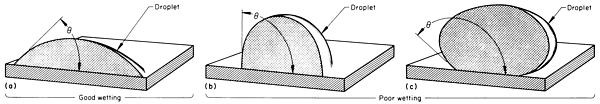 θ Droplet
(a)
Good wetting
θ Droplet
(b)
θ Droplet
(c)
Poor wetting